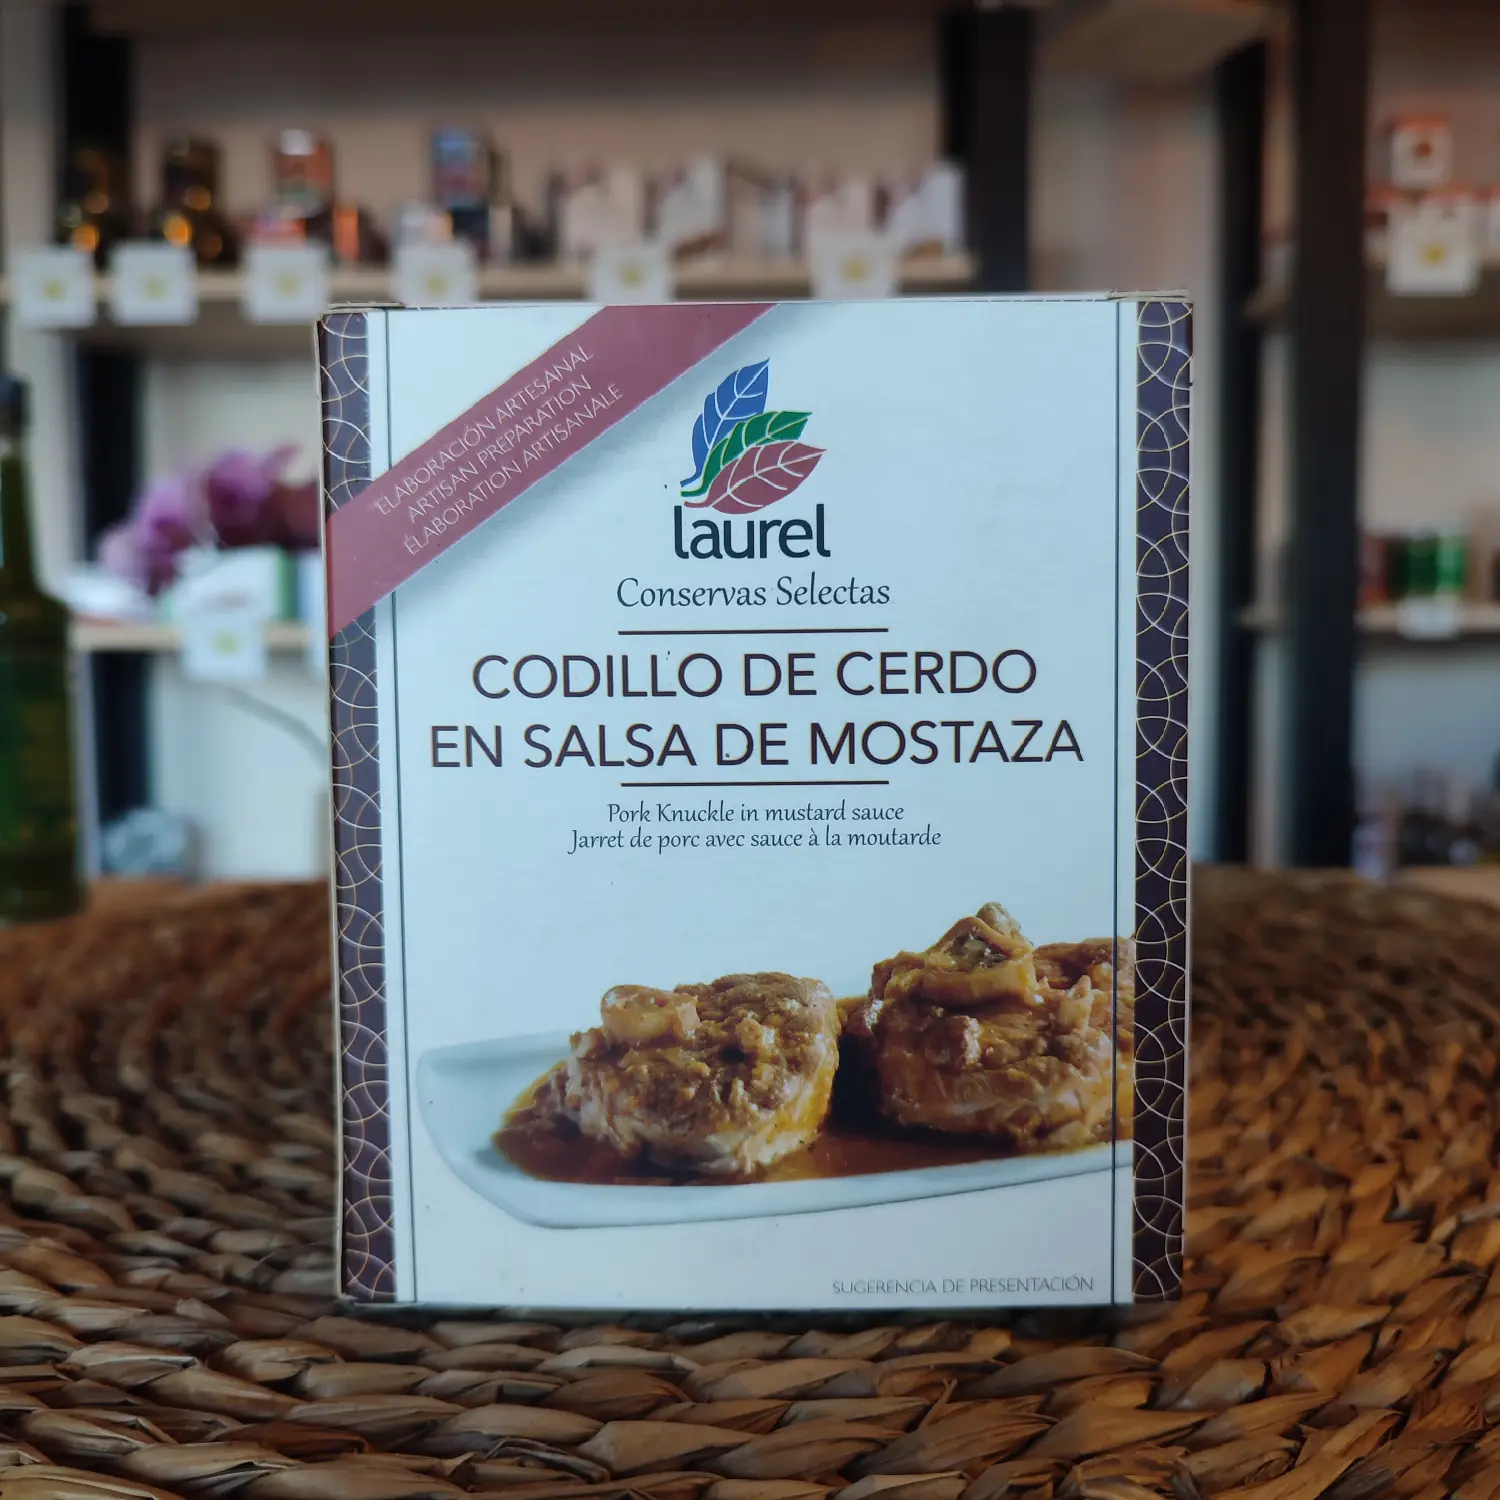 ELABORACIÓN ARTESANAL
ARTISAN PREPARATION
ÉLABORATION ARTISANALE
laurel
Conservas Selectas
CODILLO DE CERDO
EN SALSA DE MOSTAZA
Pork Knuckle in mustard sauce
Jarret de porc avec sauce à la moutarde
SUGERENCIA DE PRESENTACIÓN